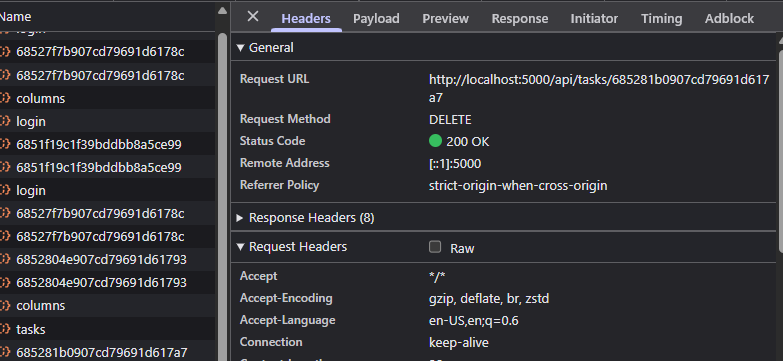 Name
login
68527f7b907cd79691d6178c
68527f7b907cd79691d6178c
columns
login
6851f19c1f39bddbb8a5ce99
6851f19c1f39bddbb8a5ce99
login
68527f7b907cd79691d6178c
68527f7b907cd79691d6178c
6852804e907cd79691d61793
6852804e907cd79691d61793
columns
tasks
685281b0907cd79691d617a7
Headers Payload Preview Response Initiator Timing Adblock
General
Request URL http://localhost:5000/api/tasks/685281b0907cd79691d617
a7
Request Method DELETE
Status Code 200 OK
Remote Address [::1]:5000
Referrer Policy strict-origin-when-cross-origin
Response Headers (8)
Request Headers Raw
Accept */*
Accept-Encoding gzip, deflate, br, zstd
Accept-Language en-US,en;q=0.6
Connection keep-alive